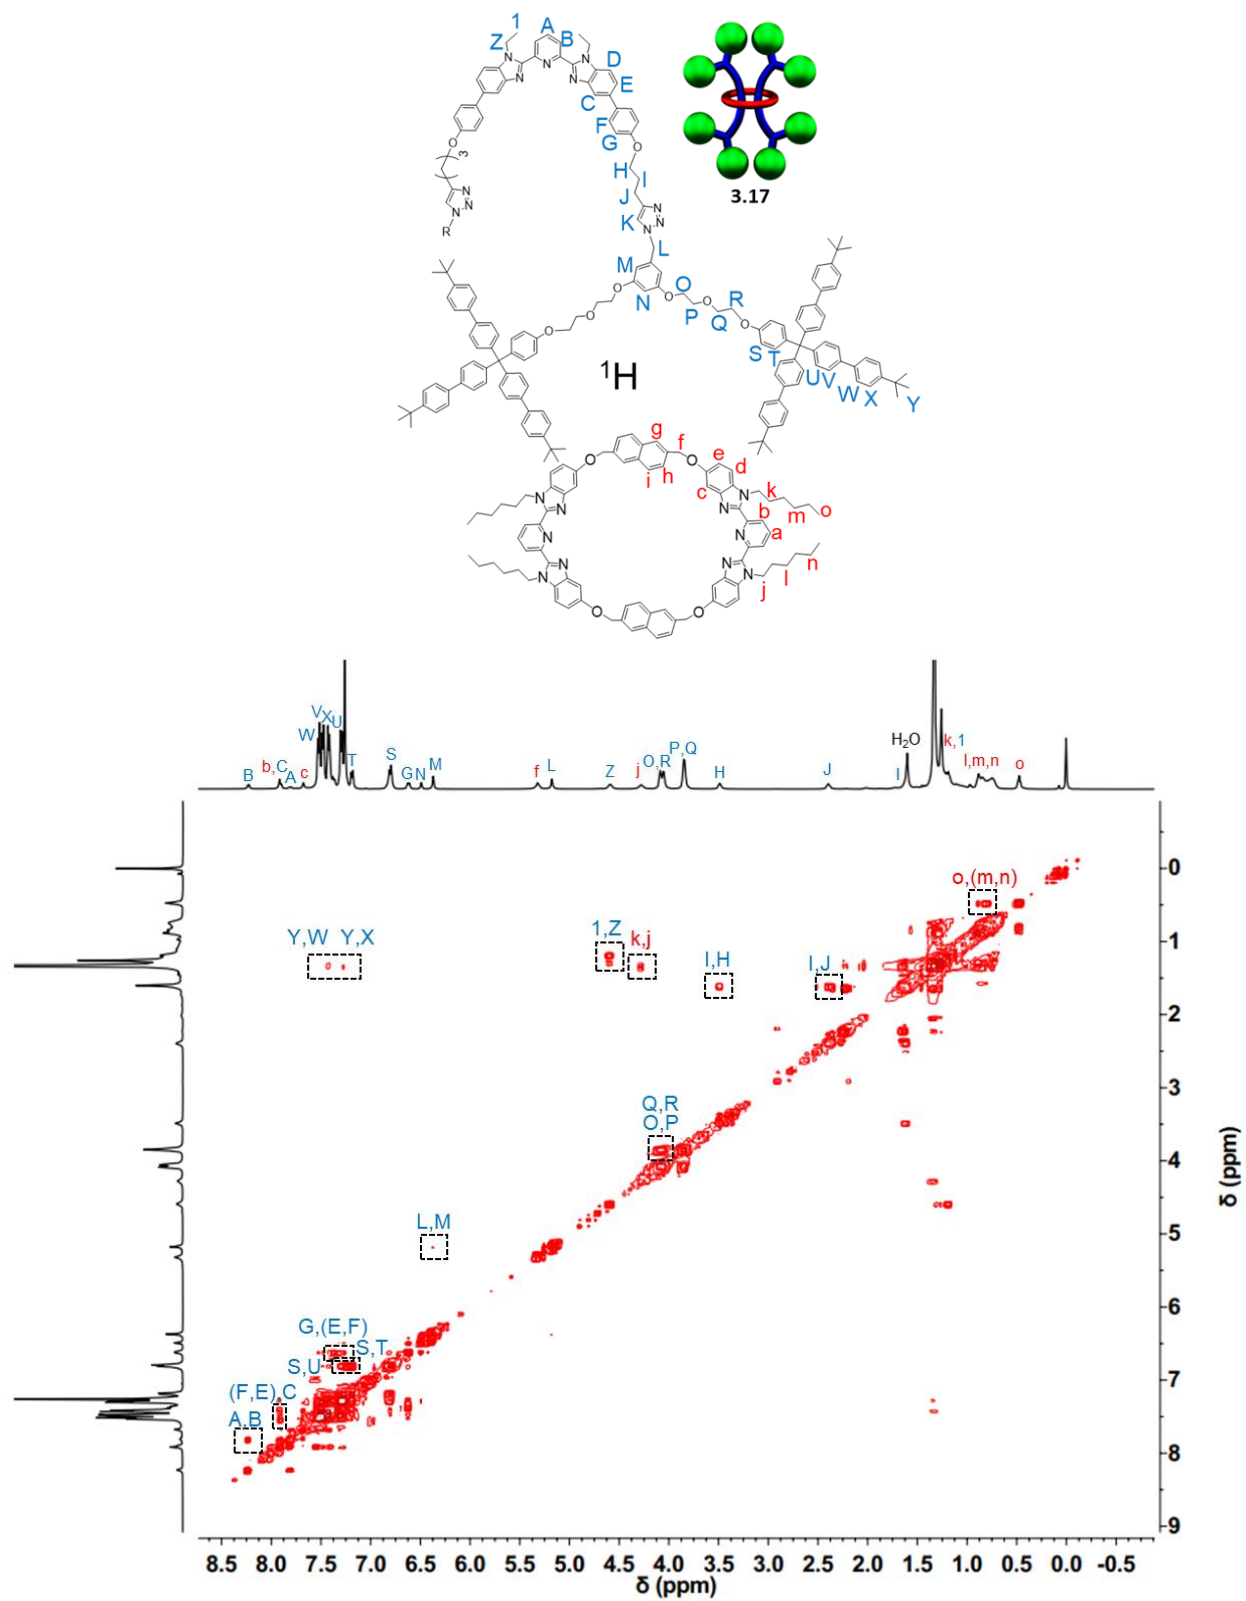 1
A
Z
B
N
N
N
N
N
D
E
C
F
G
O
O
3
H
I
J
N
N
N
R
K
N
N
N
3.17
L
M
N
O
O
O
O
O
O
O
O
P
Q
R
S
T
U
V
W
X
Y
¹H
g
f
e
d
i
h
c
k
m
o
b
a
n
l
j
O
O
O
O
N
N
N
N
N
N
N
N
N
N
B
b,C
A
c
W
V
X
U
T
S
G
N
M
f
L
Z
j
O,R
P,Q
H
J
I
H₂O
k,1
l,m,n
o
o,(m,n)
Y,W Y,X
1,Z
k,j
I,H
I,J
Q,R
O,P
L,M
G,(E,F)
S,T
S,U
(F,E),C
A,B
0
1
2
3
4
5
6
7
8
9
δ (ppm)
8.5 8.0 7.5 7.0 6.5 6.0 5.5 5.0 4.5 4.0 3.5 3.0 2.5 2.0 1.5 1.0 0.5 0.0 -0.5
δ (ppm)